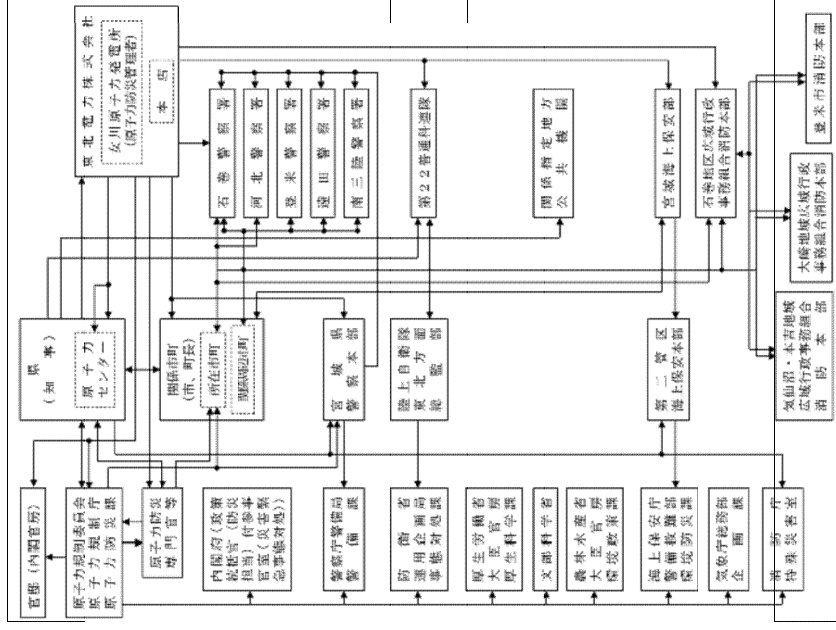 東北電力株式会社
女川原子力発電所
(原子力防災管理者)
本店
石巻警察署
河北警察署
登米警察署
遠田警察署
南三陸警察署
第22普通科連隊
関係指定地方
公共機関
宮城海上保安部
石巻地区広域行政
事務組合消防本部
登米市消防本部
大崎地域広域行政
事務組合消防本部
気仙沼・本吉地域
広域行政事務組合
消防本部
県
(知事)
原子力
センター
関係市町
(市、町長)
所在市町
関係周辺市町
宮城県
警察本部
陸上自衛隊
東北方面
総監部
第二管区
海上保安本部
官邸(内閣官房)
原子力規制委員会
原子力規制庁
原子力防災課
原子力防災
専門官等
内閣府(政策
統括官(防災
担当)付参事
官室(災害緊
急事態対処))
警察庁警備局
警備課
防衛省
運用企画局
事態対処課
厚生労働省
大臣官房
厚生科学課
文部科学省
農林水産省
大臣官房
環境政策課
海上保安庁
警備救難部
環境防災課
気象庁総務部
企画課
消防庁
特殊災害室